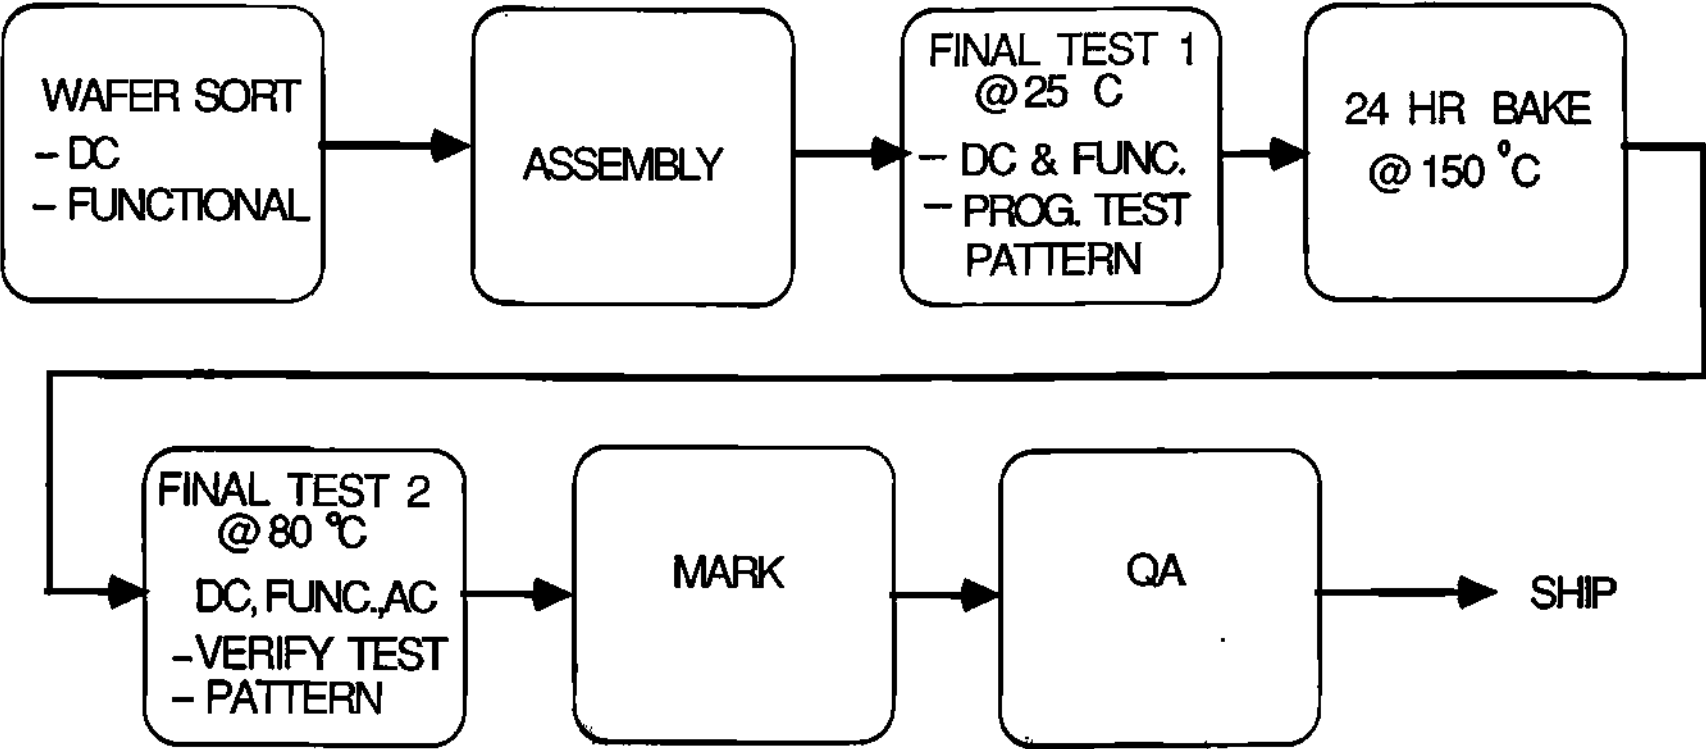 WAFER SORT
- DC
- FUNCTIONAL
ASSEMBLY
FINAL TEST 1
@ 25 C
- DC & FUNC.
- PROG. TEST
PATTERN
24 HR BAKE
@ 150 °C
FINAL TEST 2
@ 80 °C
DC, FUNC.,AC
-VERIFY TEST
- PATTERN
MARK
QA
SHIP